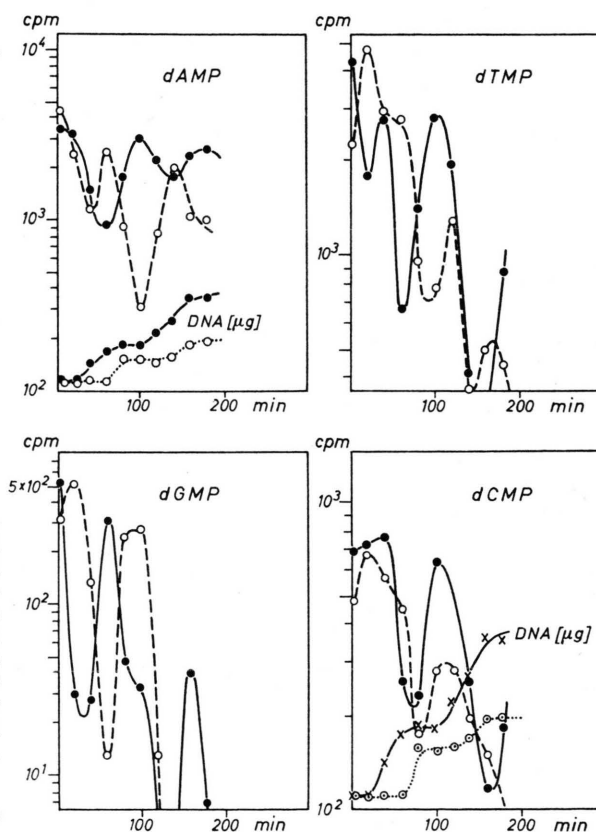 cpm
10⁴
dAMP
10³
DNA [µg]
10²
100
200
min
cpm
dTMP
10³
100
200
min
cpm
5×10²
dGMP
10²
10¹
100
200
min
cpm
10³
dCMP
DNA [µg]
10²
100
200
min